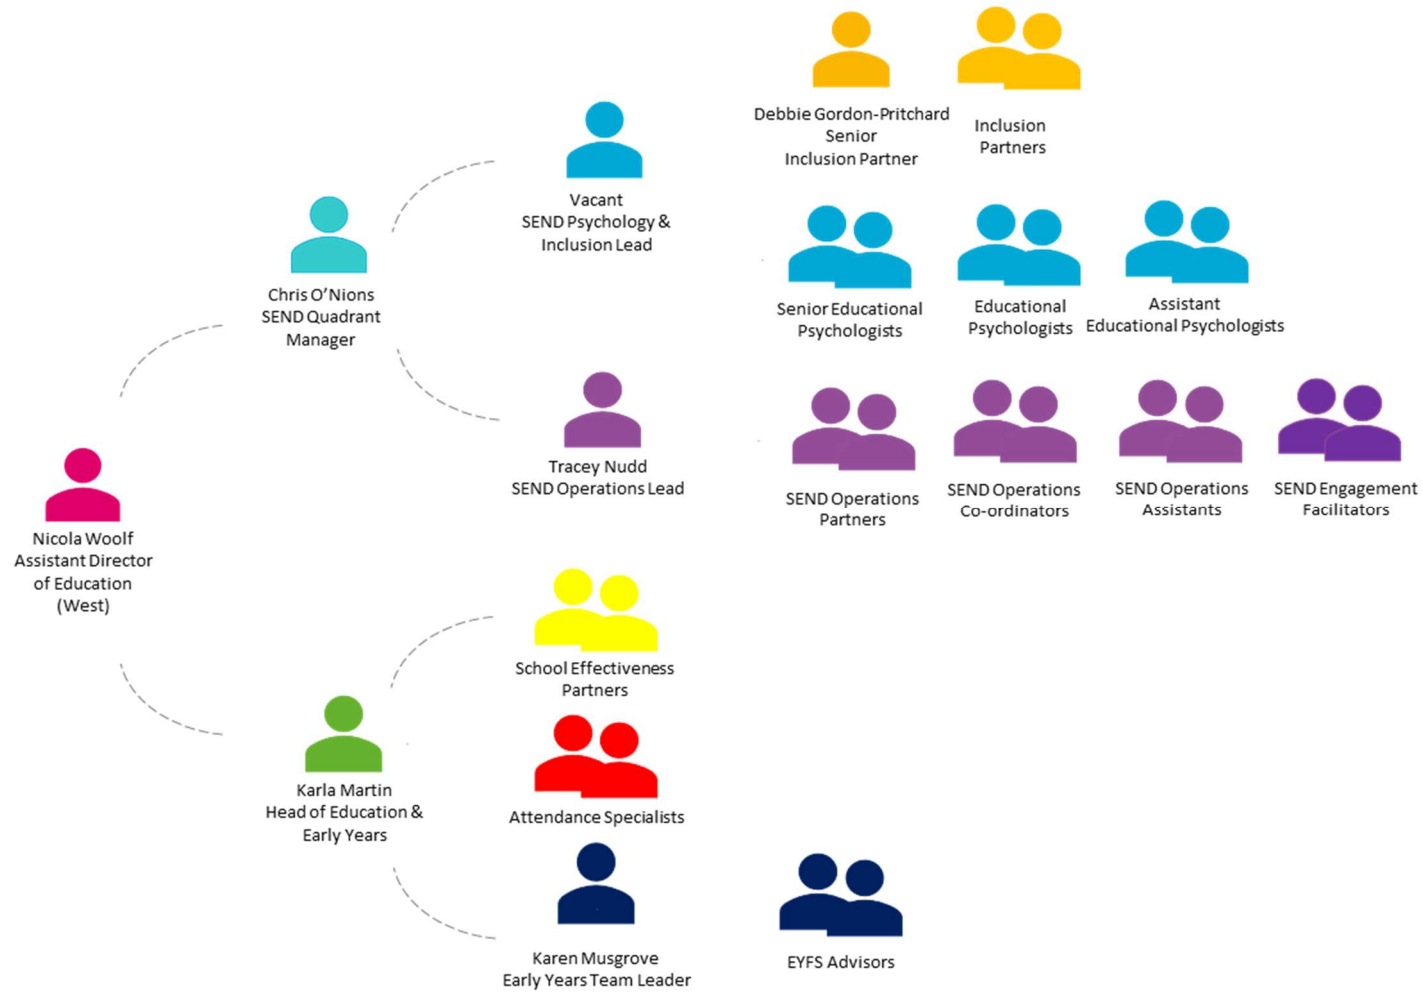 Debbie Gordon-Pritchard
Senior
Inclusion Partner
Inclusion
Partners
Vacant
SEND Psychology &
Inclusion Lead
Chris O’Nions
SEND Quadrant
Manager
Senior Educational
Psychologists
Educational
Psychologists
Assistant
Educational Psychologists
Tracey Nudd
SEND Operations Lead
SEND Operations
Partners
SEND Operations
Co-ordinators
SEND Operations
Assistants
SEND Engagement
Facilitators
Nicola Woolf
Assistant Director
of Education
(West)
School Effectiveness
Partners
Karla Martin
Head of Education &
Early Years
Attendance Specialists
Karen Musgrove
Early Years Team Leader
EYFS Advisors